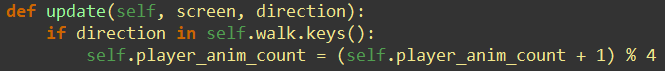 def update(self, screen, direction):
    if direction in self.walk.keys():
        self.player_anim_count = (self.player_anim_count + 1) % 4